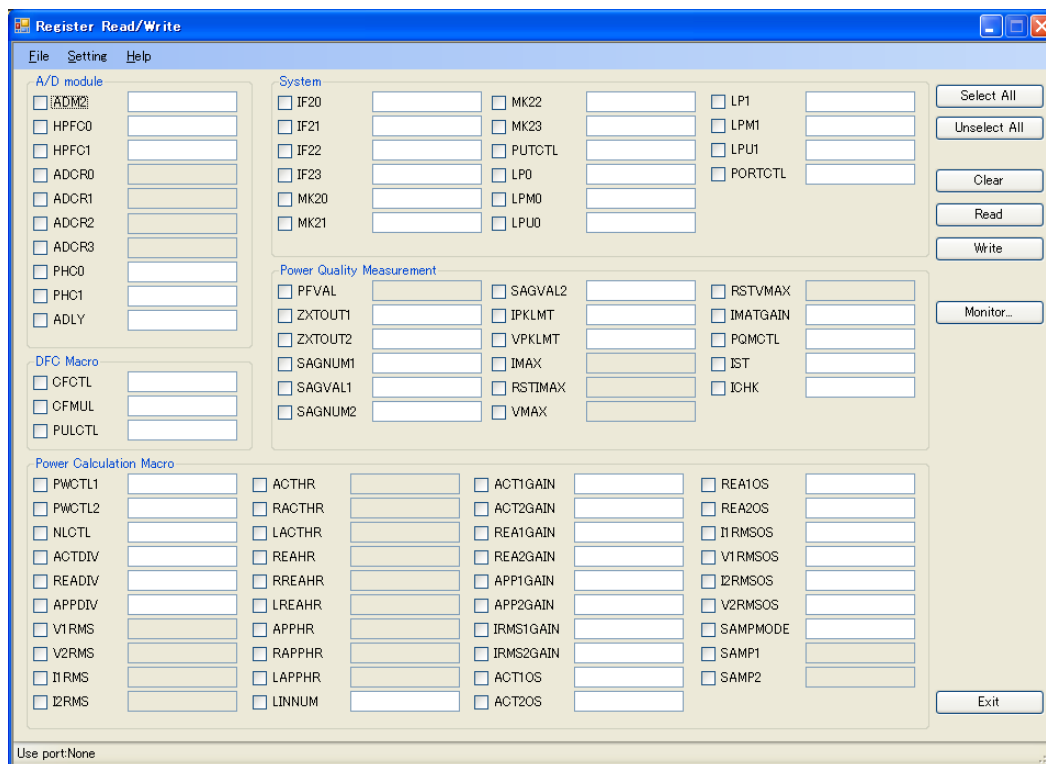 Register Read/Write
File Setting Help
A/D module
ADM2
HPFC0
HPFC1
ADCR0
ADCR1
ADCR2
ADCR3
PHC0
PHC1
ADLY
DFC Macro
CFCTL
CFMUL
PULCTL
System
IF20
IF21
IF22
IF23
MK20
MK21
MK22
MK23
PUTCTL
LP0
LPM0
LPU0
LP1
LPM1
LPU1
PORTCTL
Power Quality Measurement
PFVAL
ZXTOUT1
ZXTOUT2
SAGNUM1
SAGVAL1
SAGNUM2
SAGVAL2
IPKLMT
VPKLMT
IMAX
RSTIMAX
VMAX
RSTVMAX
IMATGAIN
PQMCTL
IST
ICHK
Power Calculation Macro
PWCTL1
PWCTL2
NLCTL
ACTDIV
READIV
APPDIV
V1RMS
V2RMS
I1RMS
I2RMS
ACTHR
RACTHR
LACTHR
REAHR
RREAHR
LREAHR
APPHR
RAPPHR
LAPPHR
LINNUM
ACT1GAIN
ACT2GAIN
REA1GAIN
REA2GAIN
APP1GAIN
APP2GAIN
IRMS1GAIN
IRMS2GAIN
ACT1OS
ACT2OS
REA1OS
REA2OS
I1RMSOS
V1RMSOS
I2RMSOS
V2RMSOS
SAMPMODE
SAMP1
SAMP2
Select All
Unselect All
Clear
Read
Write
Monitor...
Exit
Use port:None